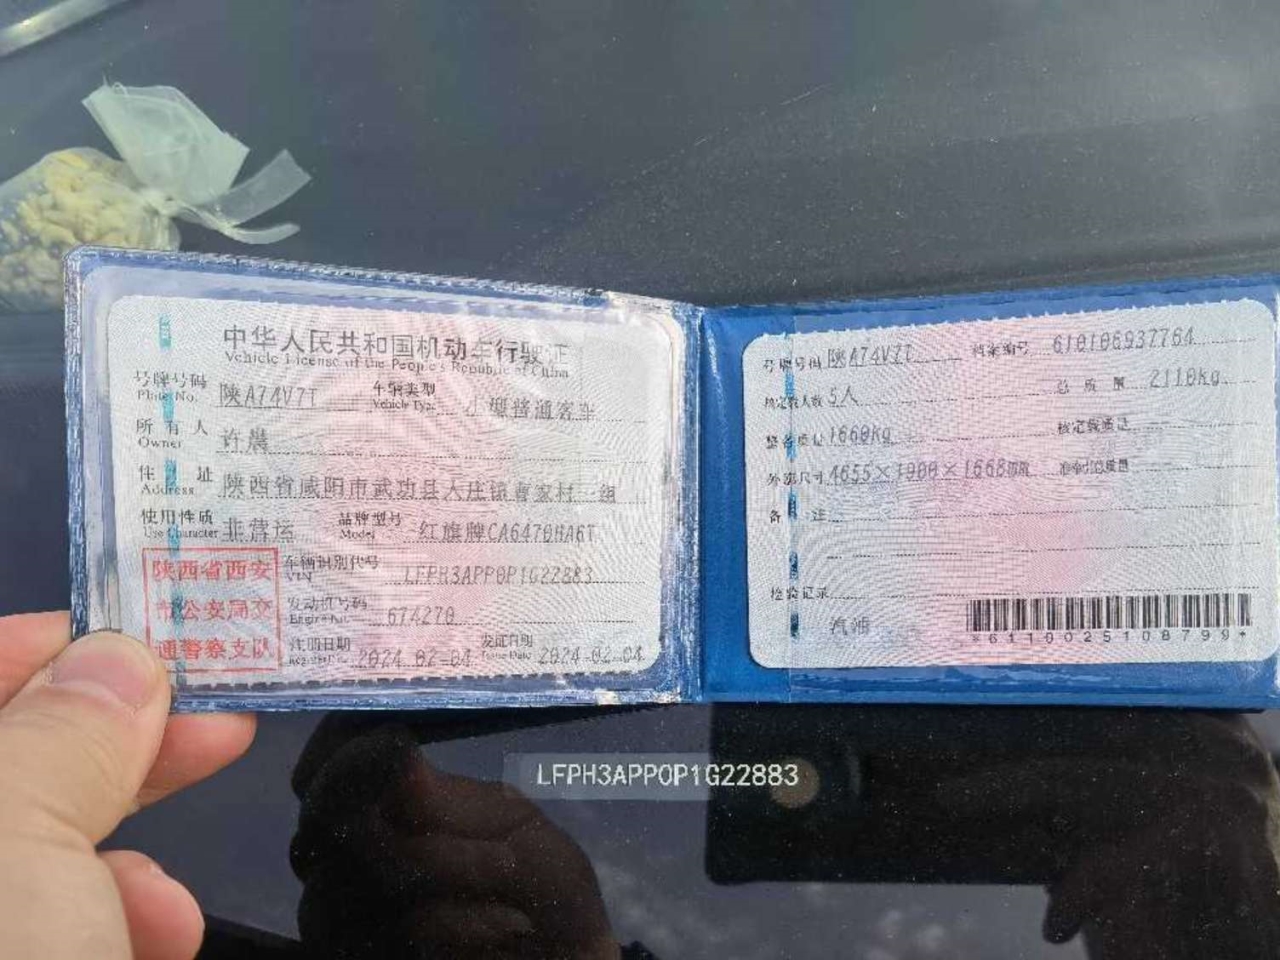 中华人民共和国机动车行驶证
Vehicle License of the People's Republic of China
号牌号码 陕A74V7T 车辆类型 小型普通客车
Plate No. Vehicle Type
所有人 许晨
Owner
住址 陕西省咸阳市武功县大庄镇曹家村一组
Address
使用性质 非营运 品牌型号 红旗牌CA6470HA6T
Use Character Model
车辆识别代号 LFPH3APP0P1G22883
VIN
发动机号码 674270
Engine No.
注册日期 2024-02-04 发证日期 2024-02-04
Register Date Issue Date
陕西省西安
市公安局交
通警察支队
号牌号码 陕A74V7T 档案编号 610106937764
核定载人数 5人 总质量 2110kg
整备质量 1660kg 核定载质量
外廓尺寸 4655×1900×1668mm 准牵引总质量
备注
检验记录
汽油
*6110025108799*
LFPH3APP0P1G22883